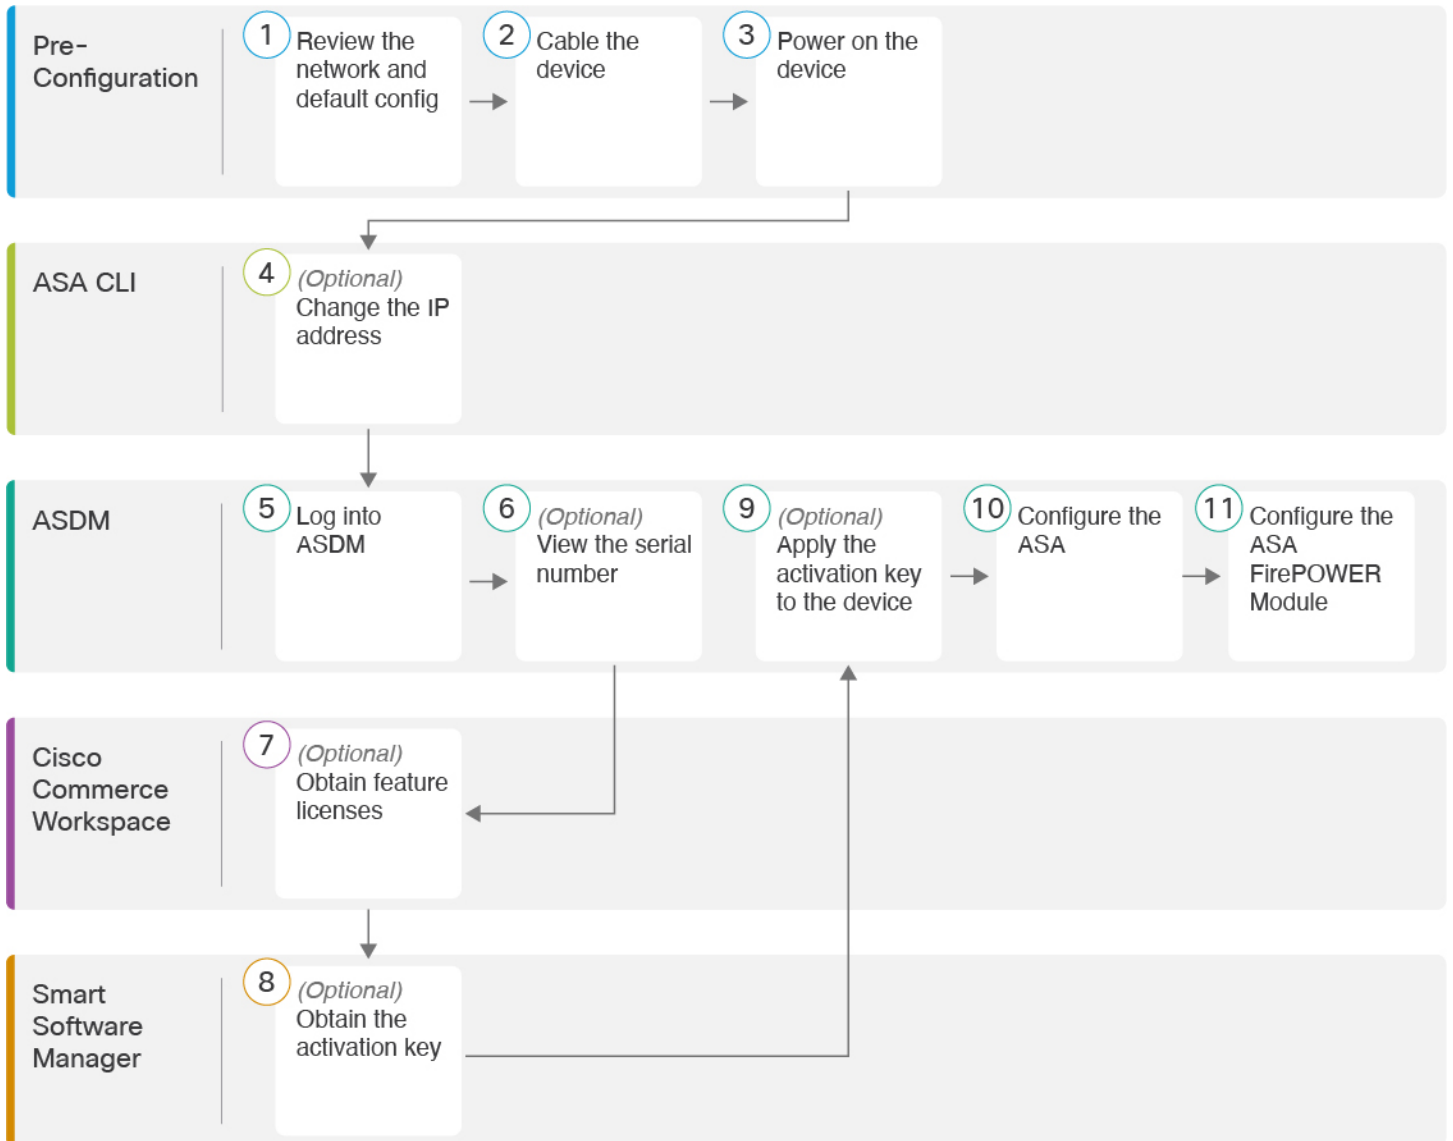 Pre-
Configuration
1
Review the
network and
default config
2
Cable the
device
3
Power on the
device
ASA CLI
4
(Optional)
Change the IP
address
ASDM
5
Log into
ASDM
6
(Optional)
View the serial
number
9
(Optional)
Apply the
activation key
to the device
10
Configure the
ASA
11
Configure the
ASA
FirePOWER
Module
Cisco
Commerce
Workspace
7
(Optional)
Obtain feature
licenses
Smart
Software
Manager
8
(Optional)
Obtain the
activation key